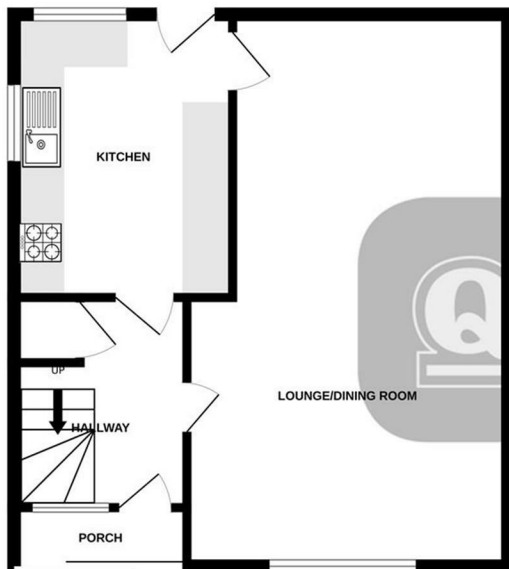 KITCHEN
Q
LOUNGE/DINING ROOM
UP
HALLWAY
PORCH